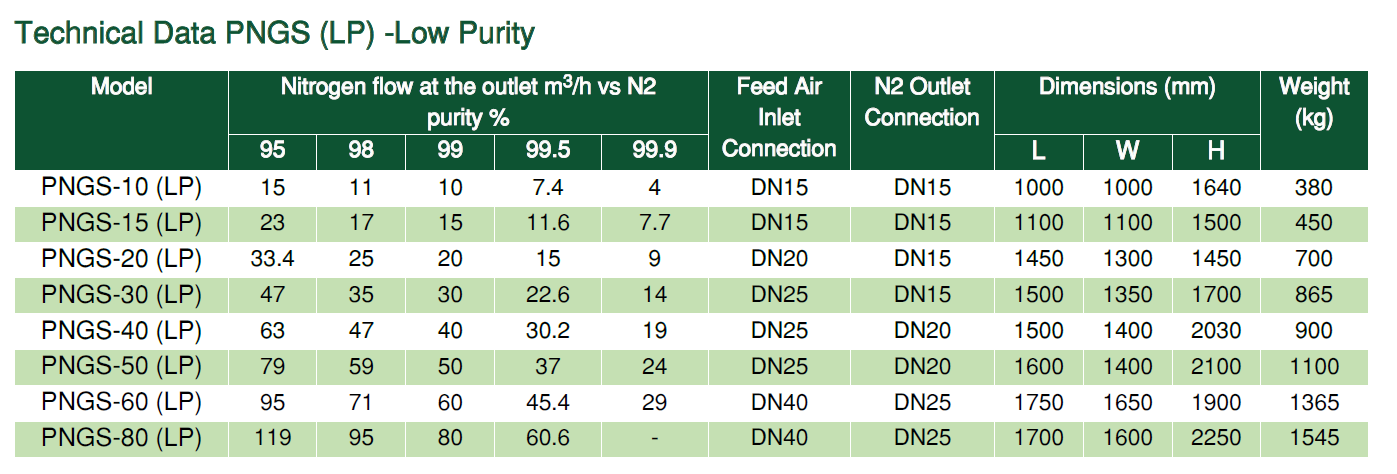 Technical Data PNGS (LP) -Low Purity
Model Nitrogen flow at the outlet m³/h vs N2 purity % Feed Air Inlet Connection N2 Outlet Connection Dimensions (mm) Weight (kg)
95 98 99 99.5 99.9 L W H
PNGS-10 (LP) 15 11 10 7.4 4 DN15 DN15 1000 1000 1640 380
PNGS-15 (LP) 23 17 15 11.6 7.7 DN15 DN15 1100 1100 1500 450
PNGS-20 (LP) 33.4 25 20 15 9 DN20 DN15 1450 1300 1450 700
PNGS-30 (LP) 47 35 30 22.6 14 DN25 DN15 1500 1350 1700 865
PNGS-40 (LP) 63 47 40 30.2 19 DN25 DN20 1500 1400 2030 900
PNGS-50 (LP) 79 59 50 37 24 DN25 DN20 1600 1400 2100 1100
PNGS-60 (LP) 95 71 60 45.4 29 DN40 DN25 1750 1650 1900 1365
PNGS-80 (LP) 119 95 80 60.6 - DN40 DN25 1700 1600 2250 1545